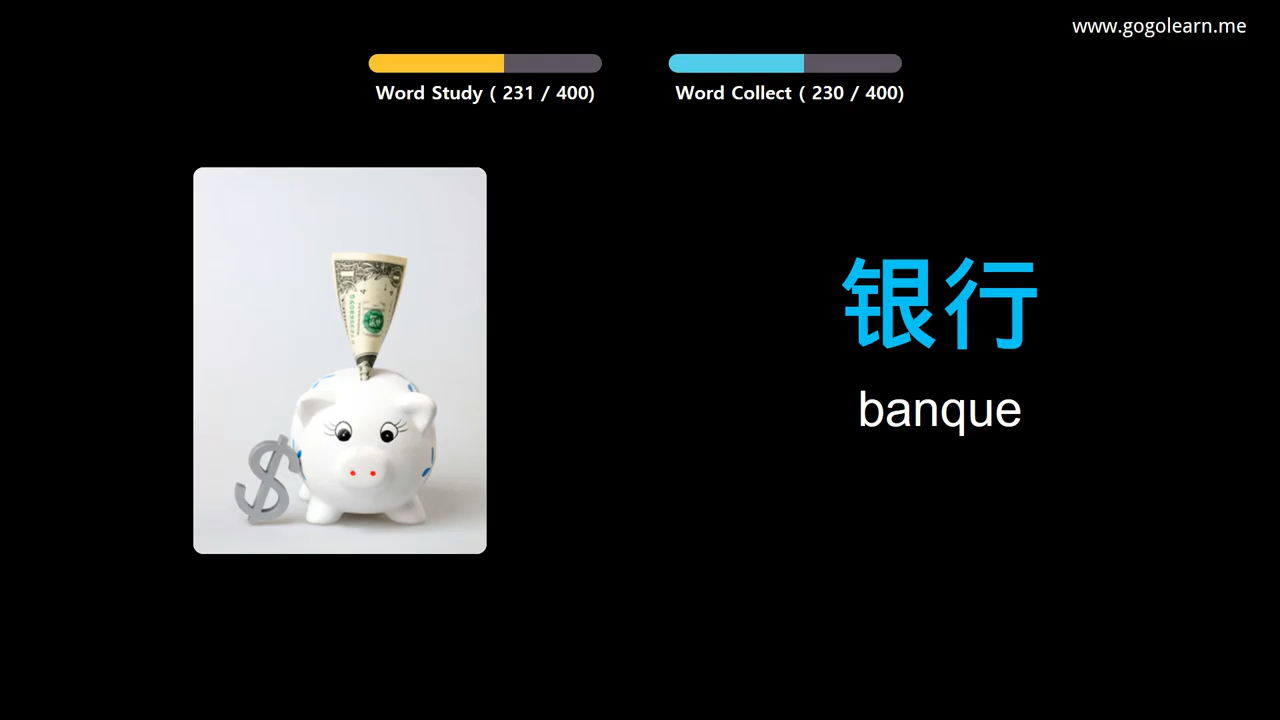 www.gogolearn.me
Word Study ( 231 / 400)
Word Collect ( 230 / 400)
银行
banque
$